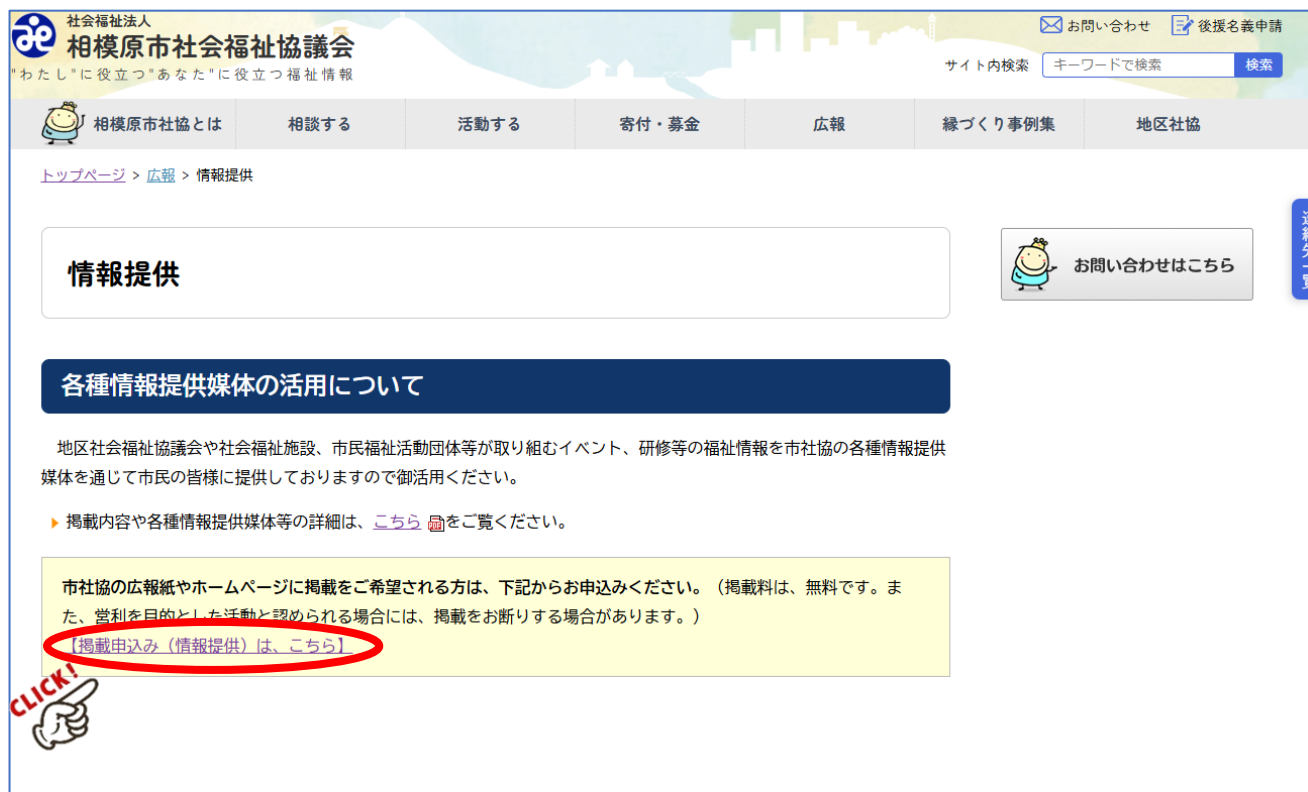 社会福祉法人
相模原市社会福祉協議会
"わたし"に役立つ"あなた"に役立つ福祉情報
お問い合わせ 後援名義申請
サイト内検索 キーワードで検索 検索
相模原市社協とは 相談する 活動する 寄付・募金 広報 縁づくり事例集 地区社協
トップページ > 広報 > 情報提供
情報提供
お問い合わせはこちら
連絡先一覧
各種情報提供媒体の活用について
地区社会福祉協議会や社会福祉施設、市民福祉活動団体等が取り組むイベント、研修等の福祉情報を市社協の各種情報提供
媒体を通じて市民の皆様に提供しておりますので御活用ください。
掲載内容や各種情報提供媒体等の詳細は、こちら をご覧ください。
市社協の広報紙やホームページに掲載をご希望される方は、下記からお申込みください。（掲載料は、無料です。ま
た、営利を目的とした活動と認められる場合には、掲載をお断りする場合があります。）
【掲載申込み（情報提供）は、こちら】
CLICK!